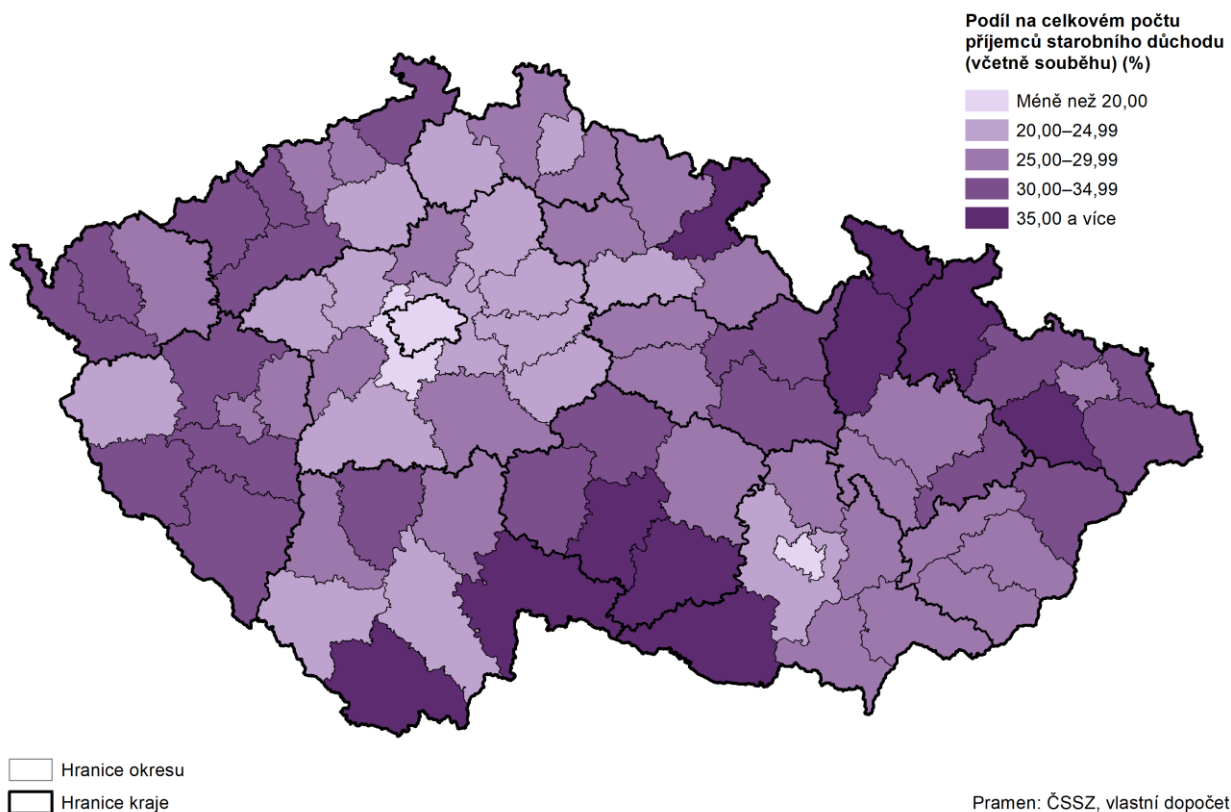 Podíl na celkovém počtu
příjemců starobního důchodu
(včetně souběhu) (%)
Méně než 20,00
20,00–24,99
25,00–29,99
30,00–34,99
35,00 a více
Hranice okresu
Hranice kraje
Pramen: ČSSZ, vlastní dopočet